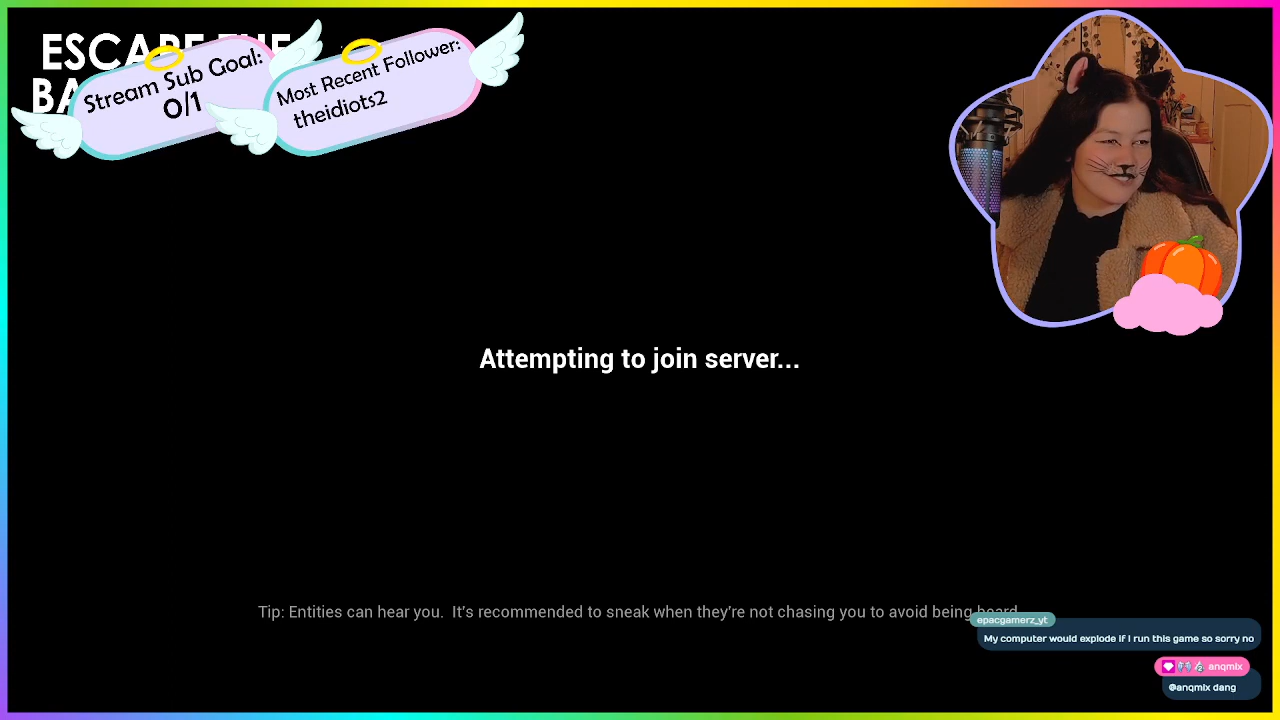 ESCAPE THE
BA
Stream Sub Goal:
0/1
Most Recent Follower:
theidiots2
Attempting to join server...
Tip: Entities can hear you.  It's recommended to sneak when they're not chasing you to avoid being heard.
epacgamerz_yt
My computer would explode if I run this game so sorry no
anqmix
@anqmix dang